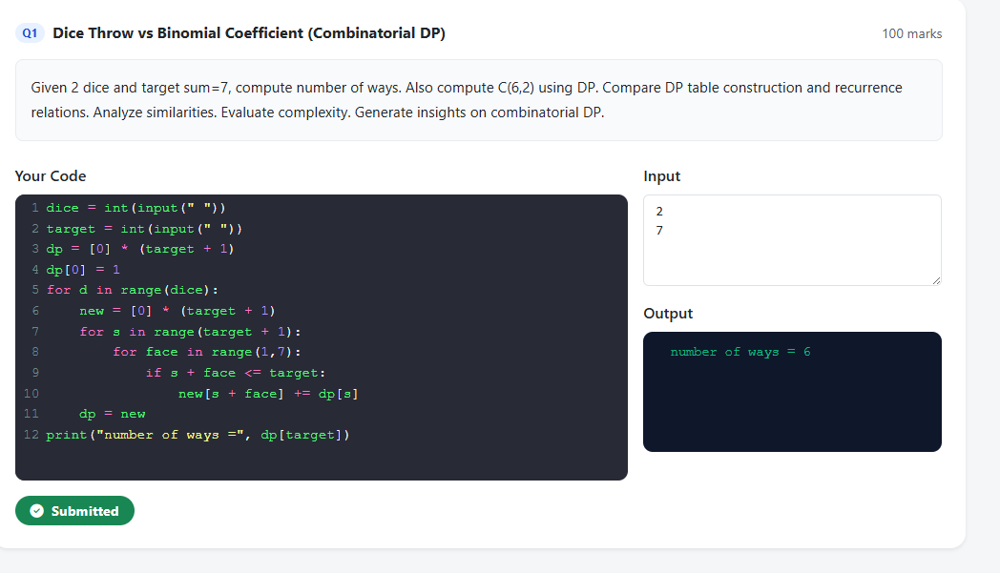 Q1 Dice Throw vs Binomial Coefficient (Combinatorial DP) 100 marks
Given 2 dice and target sum=7, compute number of ways. Also compute C(6,2) using DP. Compare DP table construction and recurrence
relations. Analyze similarities. Evaluate complexity. Generate insights on combinatorial DP.
Your Code
1 dice = int(input(" "))
2 target = int(input(" "))
3 dp = [0] * (target + 1)
4 dp[0] = 1
5 for d in range(dice):
6     new = [0] * (target + 1)
7     for s in range(target + 1):
8         for face in range(1,7):
9             if s + face <= target:
10                 new[s + face] += dp[s]
11     dp = new
12 print("number of ways =", dp[target])
Submitted
Input
2
7
Output
number of ways = 6